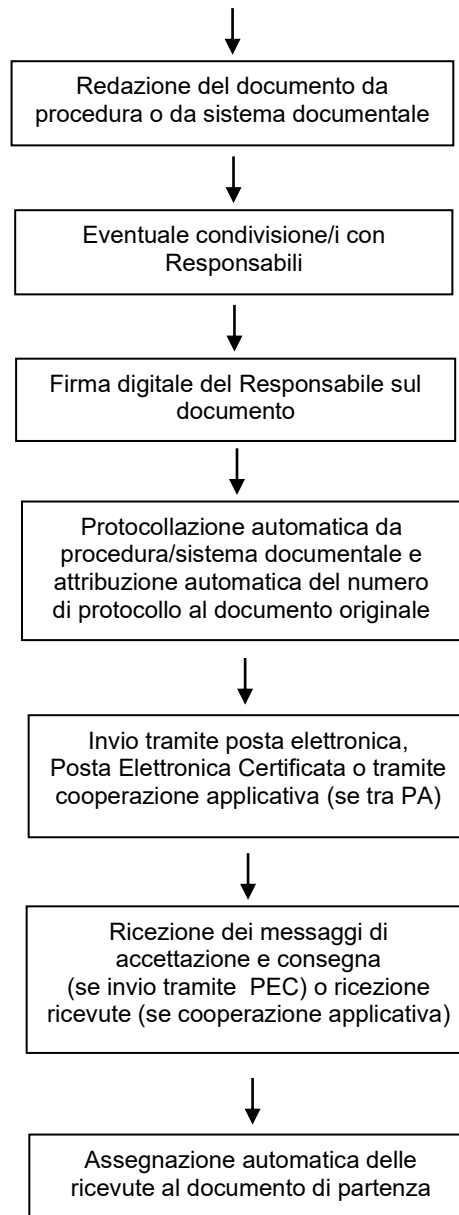 Redazione del documento da
procedura o da sistema documentale
Eventuale condivisione/i con
Responsabili
Firma digitale del Responsabile sul
documento
Protocollazione automatica da
procedura/sistema documentale e
attribuzione automatica del numero
di protocollo al documento originale
Invio tramite posta elettronica,
Posta Elettronica Certificata o tramite
cooperazione applicativa (se tra PA)
Ricezione dei messaggi di
accettazione e consegna
(se invio tramite PEC) o ricezione
ricevute (se cooperazione applicativa)
Assegnazione automatica delle
ricevute al documento di partenza